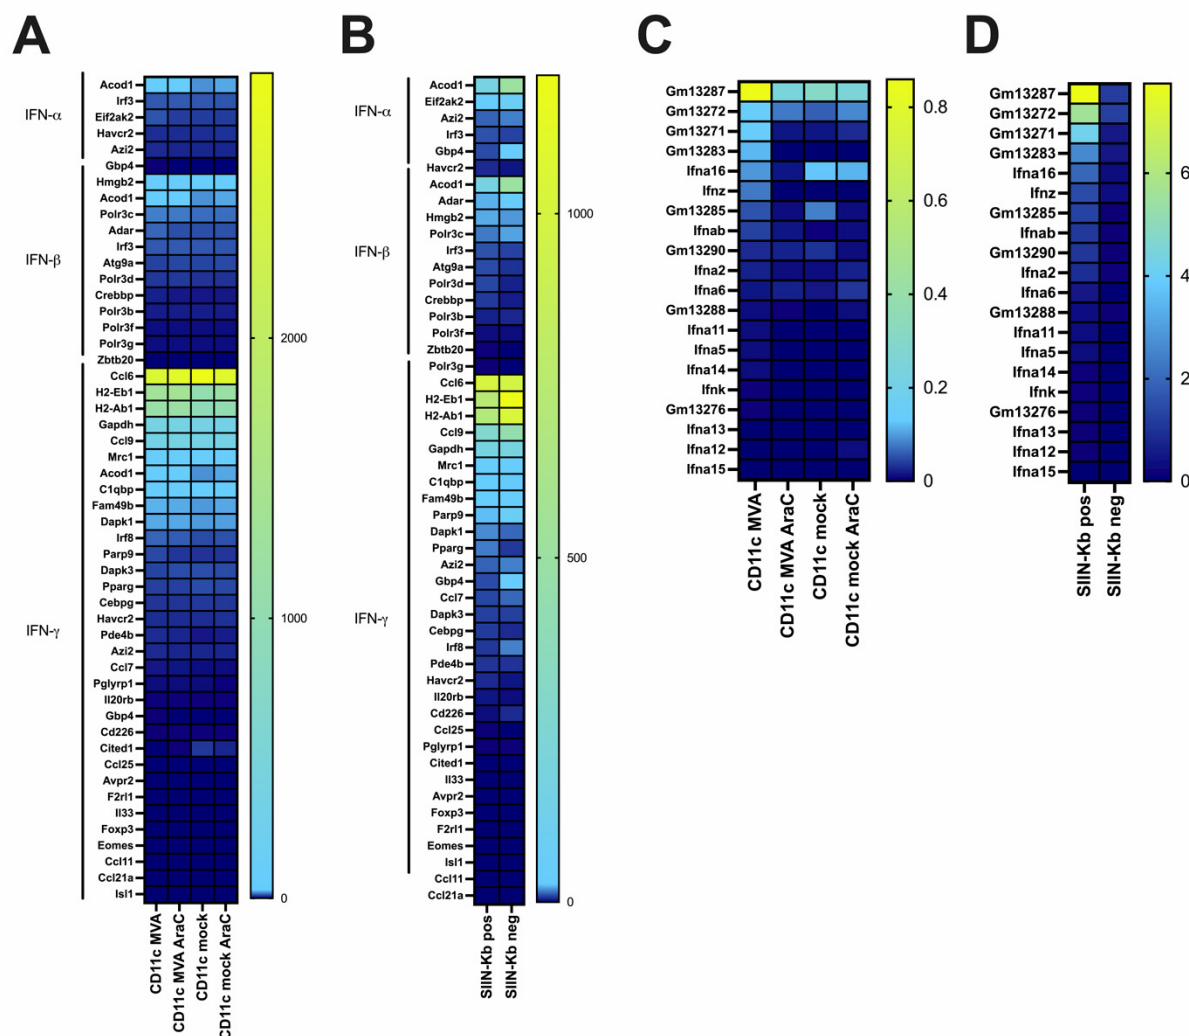 A
IFN-α
IFN-β
IFN-γ
Acod1
Irf3
Eif2ak2
Havcr2
Azi2
Gbp4
Hmgb2
Acod1
Polr3c
Adar
Irf3
Atg9a
Polr3d
Crebbp
Polr3b
Polr3f
Polr3g
Zbtb20
Ccl6
H2-Eb1
H2-Ab1
Gapdh
Ccl9
Mrc1
Acod1
C1qbp
Fam49b
Dapk1
Irf8
Parp9
Dapk3
Pparg
Cebpg
Havcr2
Pde4b
Azi2
Ccl7
Pglyrp1
Il20rb
Gbp4
Cd226
Cited1
Ccl25
Avpr2
F2rl1
Il33
Foxp3
Eomes
Ccl11
Ccl21a
Isl1
CD11c MVA
CD11c MVA AraC
CD11c mock
CD11c mock AraC
2000
1000
0
B
IFN-α
IFN-β
IFN-γ
Acod1
Eif2ak2
Azi2
Irf3
Gbp4
Havcr2
Acod1
Adar
Hmgb2
Polr3c
Irf3
Atg9a
Polr3d
Crebbp
Polr3b
Polr3f
Zbtb20
Polr3g
Ccl6
H2-Eb1
H2-Ab1
Ccl9
Gapdh
Mrc1
C1qbp
Fam49b
Parp9
Dapk1
Pparg
Azi2
Gbp4
Ccl7
Dapk3
Cebpg
Irf8
Pde4b
Havcr2
Il20rb
Cd226
Ccl25
Pglyrp1
Cited1
Il33
Avpr2
Foxp3
F2rl1
Eomes
Isl1
Ccl11
Ccl21a
SIIN-Kb pos
SIIN-Kb neg
1000
500
0
C
Gm13287
Gm13272
Gm13271
Gm13283
Ifna16
Ifnz
Gm13285
Ifnab
Gm13290
Ifna2
Ifna6
Gm13288
Ifna11
Ifna5
Ifna14
Ifnk
Gm13276
Ifna13
Ifna12
Ifna15
CD11c MVA
CD11c MVA AraC
CD11c mock
CD11c mock AraC
0.8
0.6
0.4
0.2
0
D
Gm13287
Gm13272
Gm13271
Gm13283
Ifna16
Ifnz
Gm13285
Ifnab
Gm13290
Ifna2
Ifna6
Gm13288
Ifna11
Ifna5
Ifna14
Ifnk
Gm13276
Ifna13
Ifna12
Ifna15
SIIN-Kb pos
SIIN-Kb neg
6
4
2
0